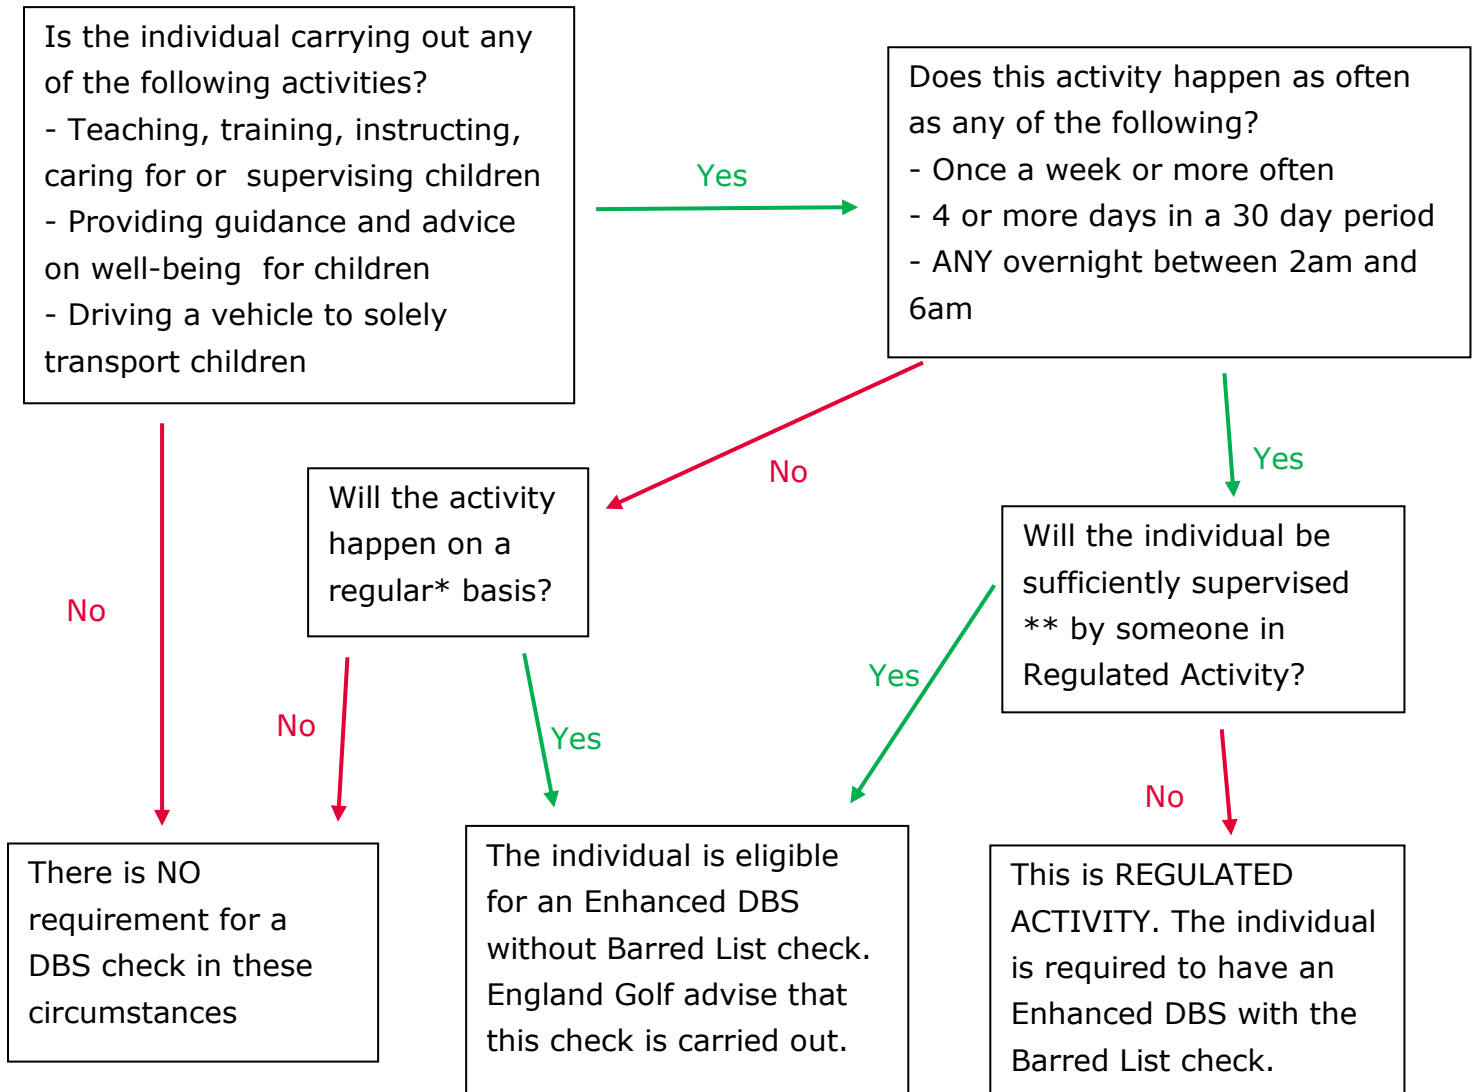 Is the individual carrying out any
of the following activities?
- Teaching, training, instructing,
caring for or  supervising children
- Providing guidance and advice
on well-being  for children
- Driving a vehicle to solely
transport children
Yes
Does this activity happen as often
as any of the following?
- Once a week or more often
- 4 or more days in a 30 day period
- ANY overnight between 2am and
6am
No
Yes
Will the activity
happen on a
regular* basis?
Will the individual be
sufficiently supervised
** by someone in
Regulated Activity?
No
No
Yes
Yes
No
There is NO
requirement for a
DBS check in these
circumstances
The individual is eligible
for an Enhanced DBS
without Barred List check.
England Golf advise that
this check is carried out.
This is REGULATED
ACTIVITY. The individual
is required to have an
Enhanced DBS with the
Barred List check.